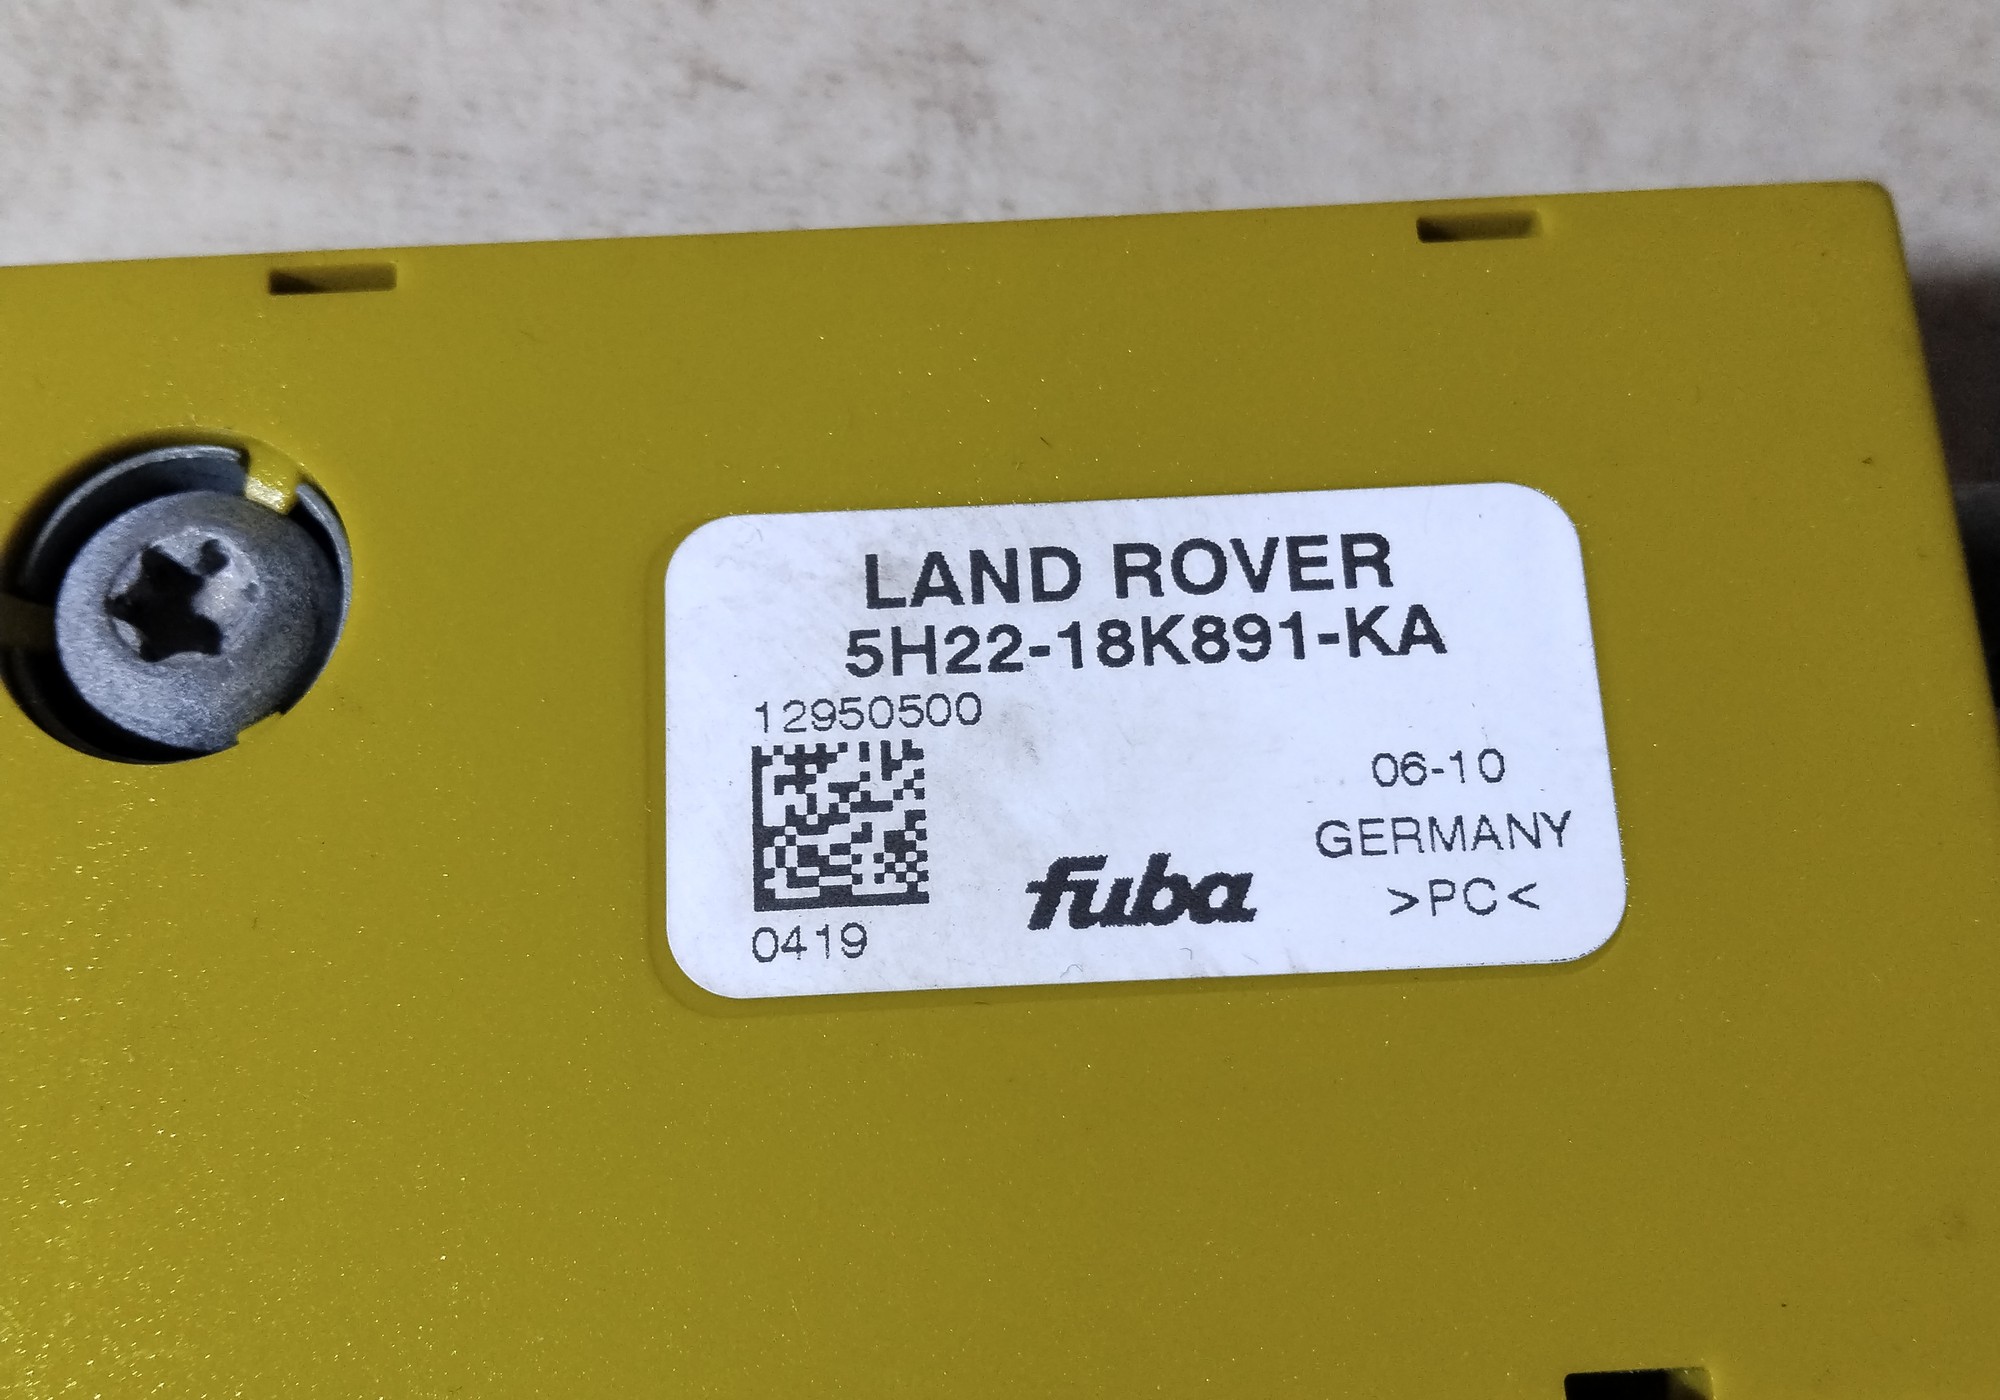 LAND ROVER
5H22-18K891-KA
12950500
06-10
GERMANY
fuba
>PC<
0419